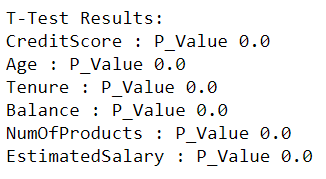 T-Test Results:
CreditScore : P_Value 0.0
Age : P_Value 0.0
Tenure : P_Value 0.0
Balance : P_Value 0.0
NumOfProducts : P_Value 0.0
EstimatedSalary : P_Value 0.0